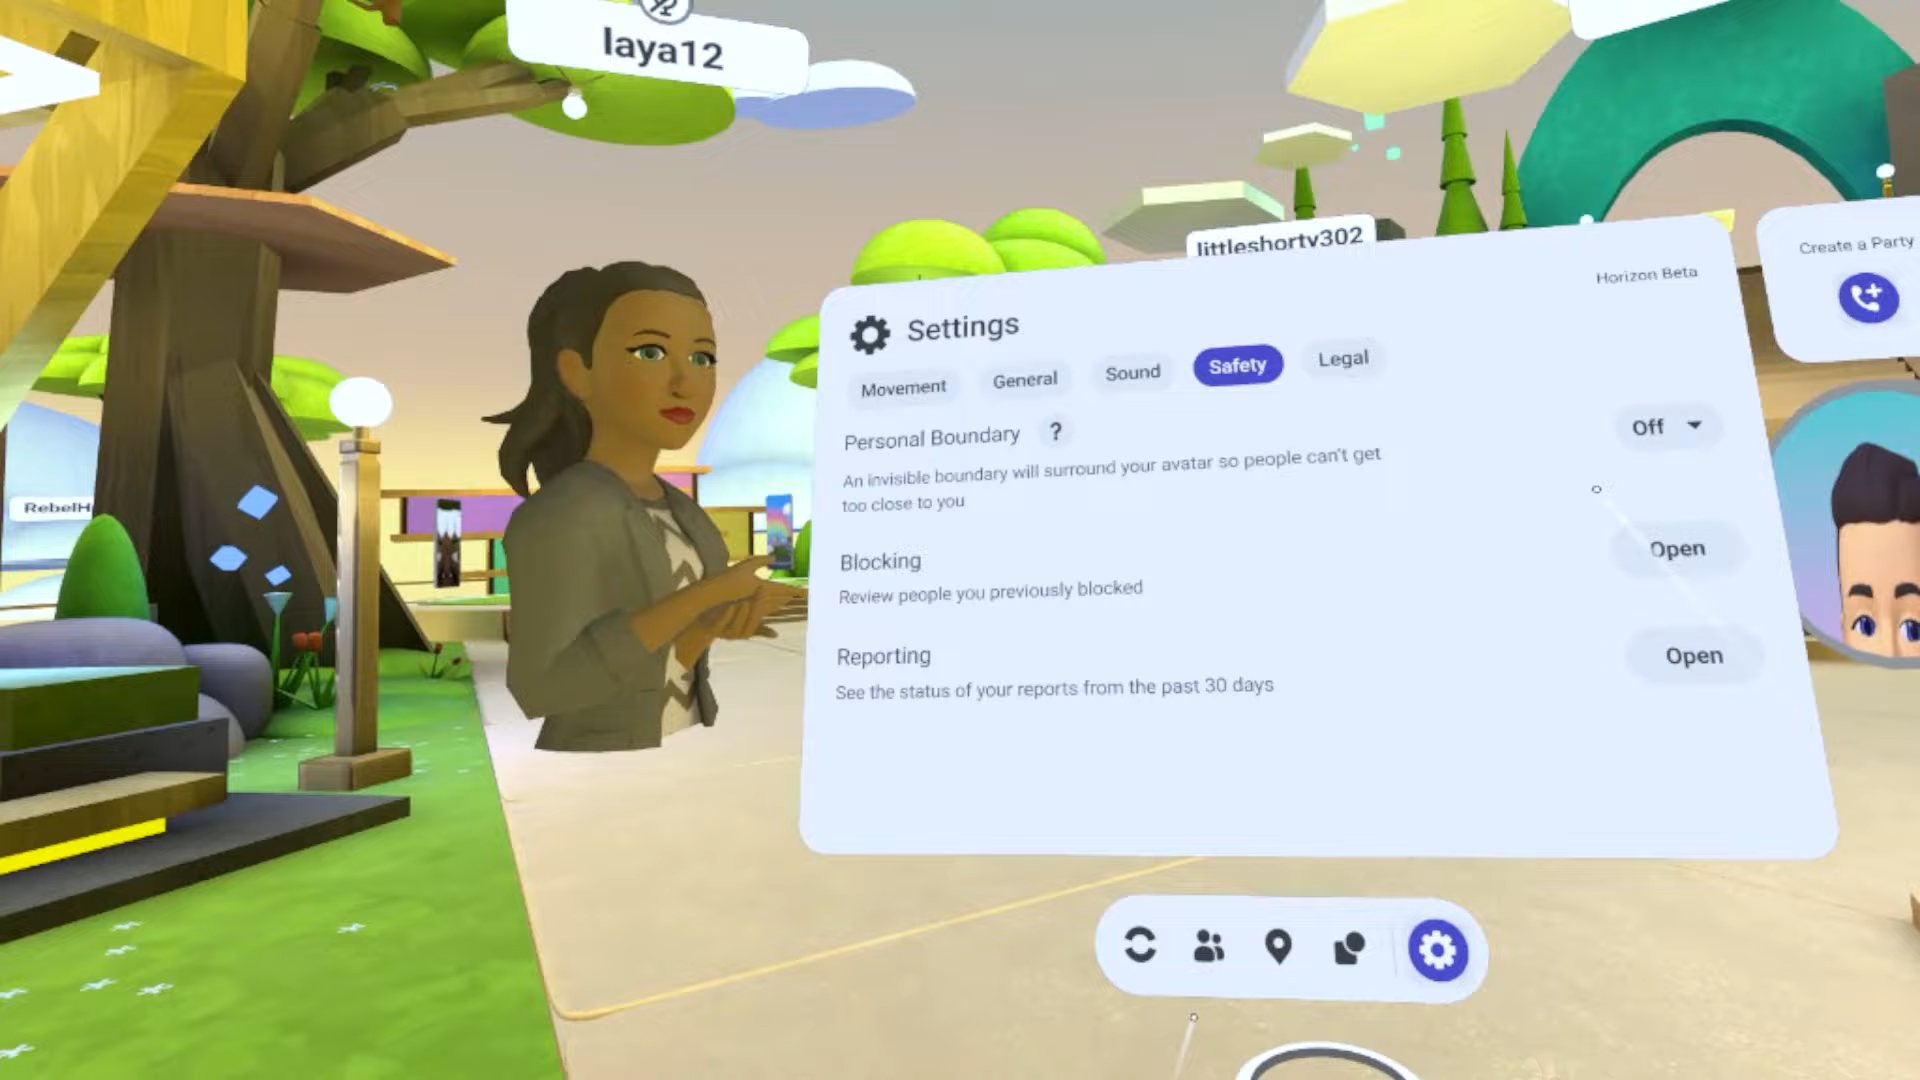 laya12
littleshorty302
Horizon Beta
Create a Party
Settings
Movement
General
Sound
Safety
Legal
Personal Boundary
?
Off
An invisible boundary will surround your avatar so people can't get
too close to you
Blocking
Open
Review people you previously blocked
Reporting
Open
See the status of your reports from the past 30 days
RebelH